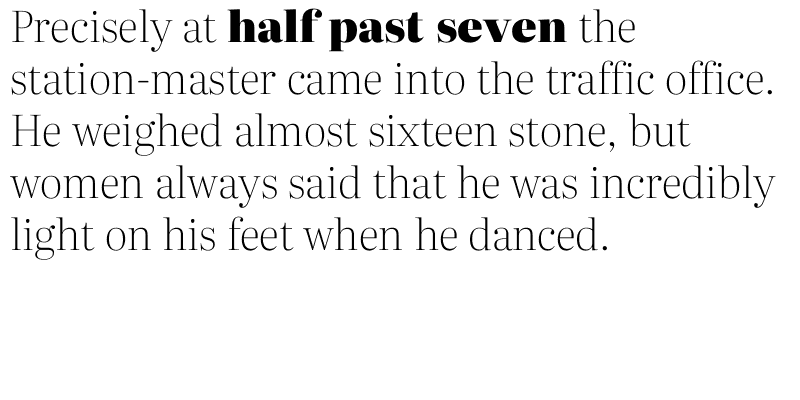 Precisely at half past seven the
station-master came into the traffic office.
He weighed almost sixteen stone, but
women always said that he was incredibly
light on his feet when he danced.